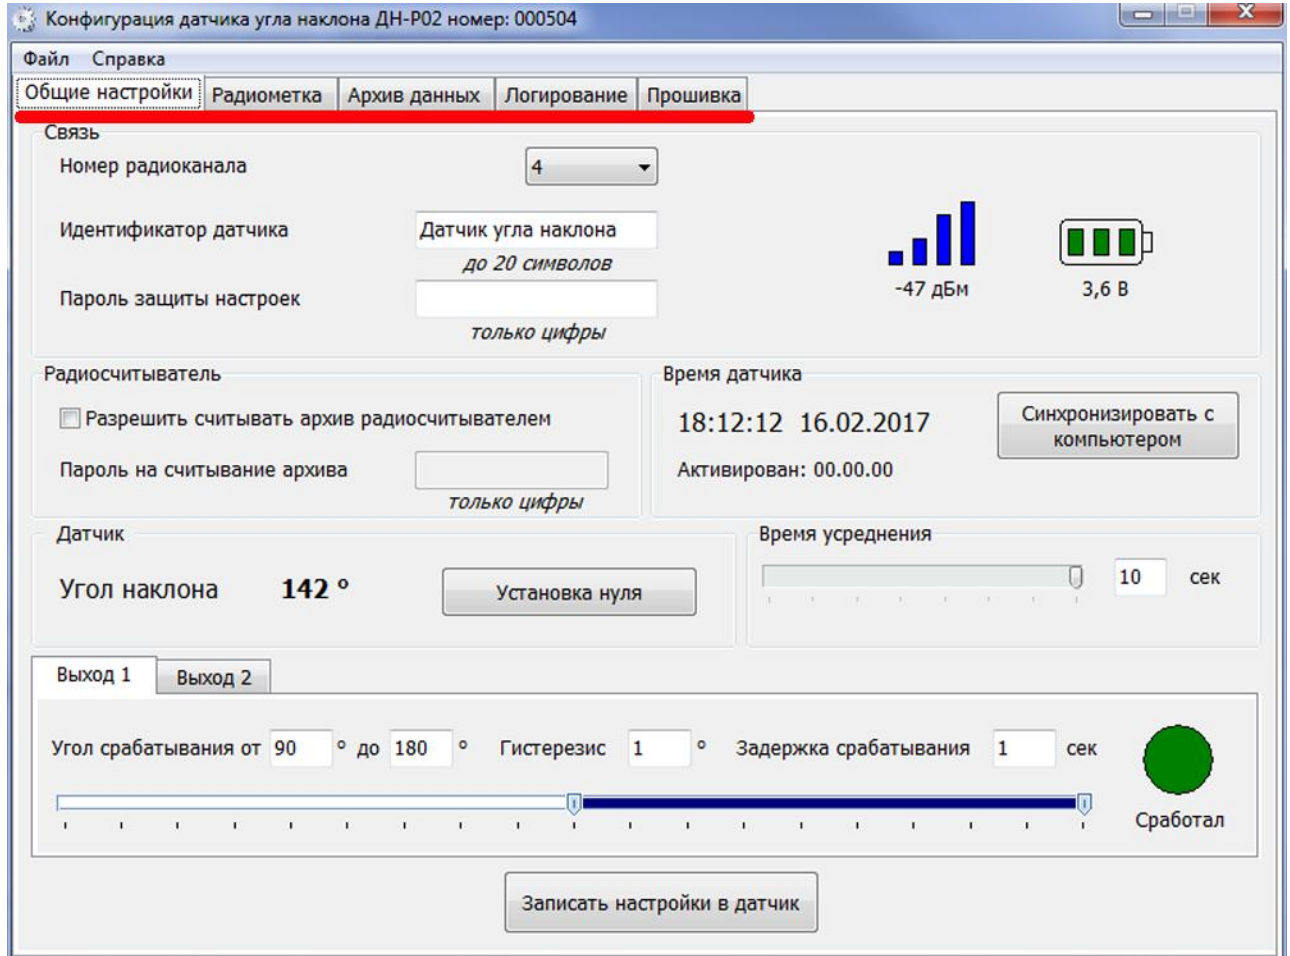 Конфигурация датчика угла наклона ДН-Р02 номер: 000504
Файл Справка
Общие настройки Радиометка Архив данных Логирование Прошивка
Связь
Номер радиоканала 4
Идентификатор датчика Датчик угла наклона
до 20 символов
-47 дБм 3,6 В
Пароль защиты настроек
только цифры
Радиосчитыватель
Разрешить считывать архив радиосчитывателем
Пароль на считывание архива
только цифры
Время датчика
18:12:12 16.02.2017
Синхронизировать с
компьютером
Активирован: 00.00.00
Датчик
Угол наклона 142 ° Установка нуля
Время усреднения
10 сек
Выход 1 Выход 2
Угол срабатывания от 90 ° до 180 ° Гистерезис 1 ° Задержка срабатывания 1 сек
Сработал
Записать настройки в датчик